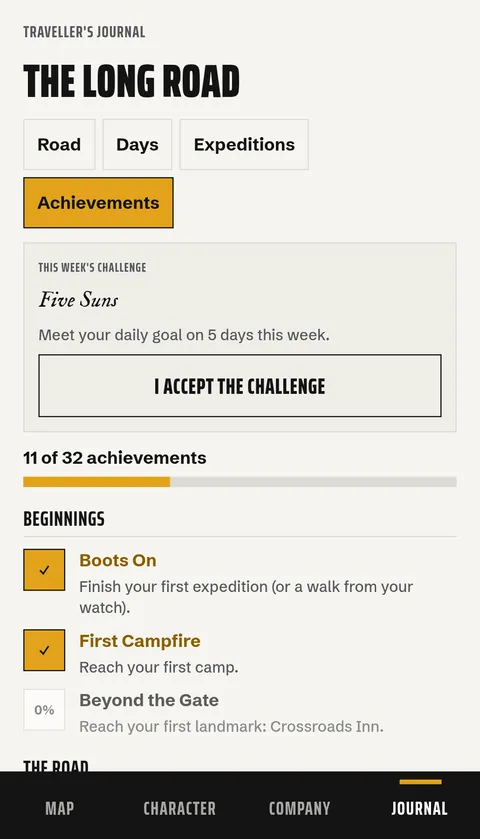 TRAVELLER'S JOURNAL
THE LONG ROAD
Road
Days
Expeditions
Achievements
THIS WEEK'S CHALLENGE
Five Suns
Meet your daily goal on 5 days this week.
I ACCEPT THE CHALLENGE
11 of 32 achievements
BEGINNINGS
Boots On
Finish your first expedition (or a walk from your
watch).
First Campfire
Reach your first camp.
0%
Beyond the Gate
Reach your first landmark: Crossroads Inn.
THE ROAD
MAP
CHARACTER
COMPANY
JOURNAL